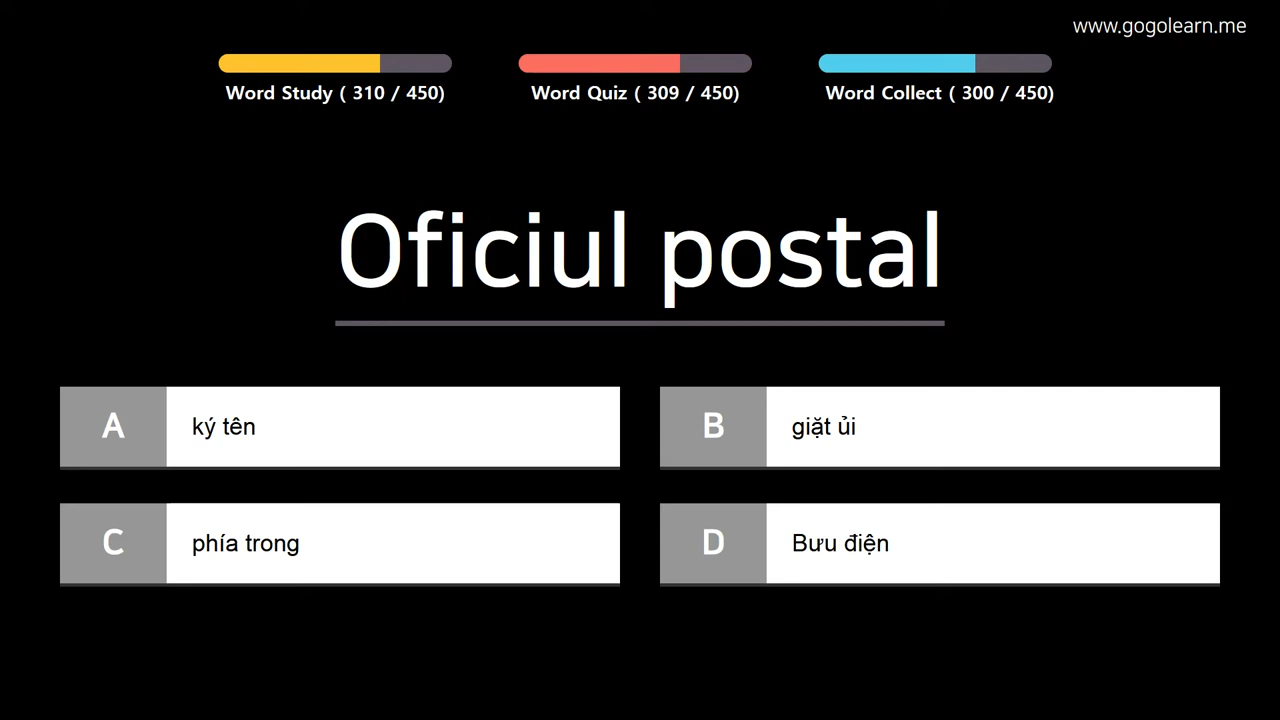 www.gogolearn.me
Word Study ( 310 / 450)
Word Quiz ( 309 / 450)
Word Collect ( 300 / 450)
Oficiul postal
A ký tên
B giặt ủi
C phía trong
D Bưu điện